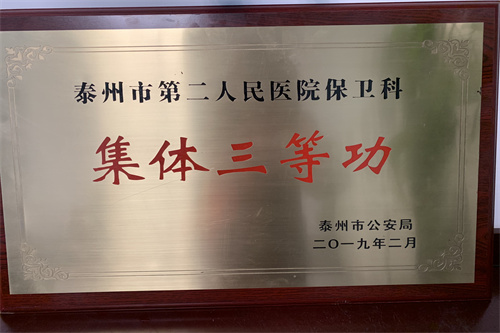 泰州市第二人民医院保卫科
集体三等功
泰州市公安局
二〇一九年二月